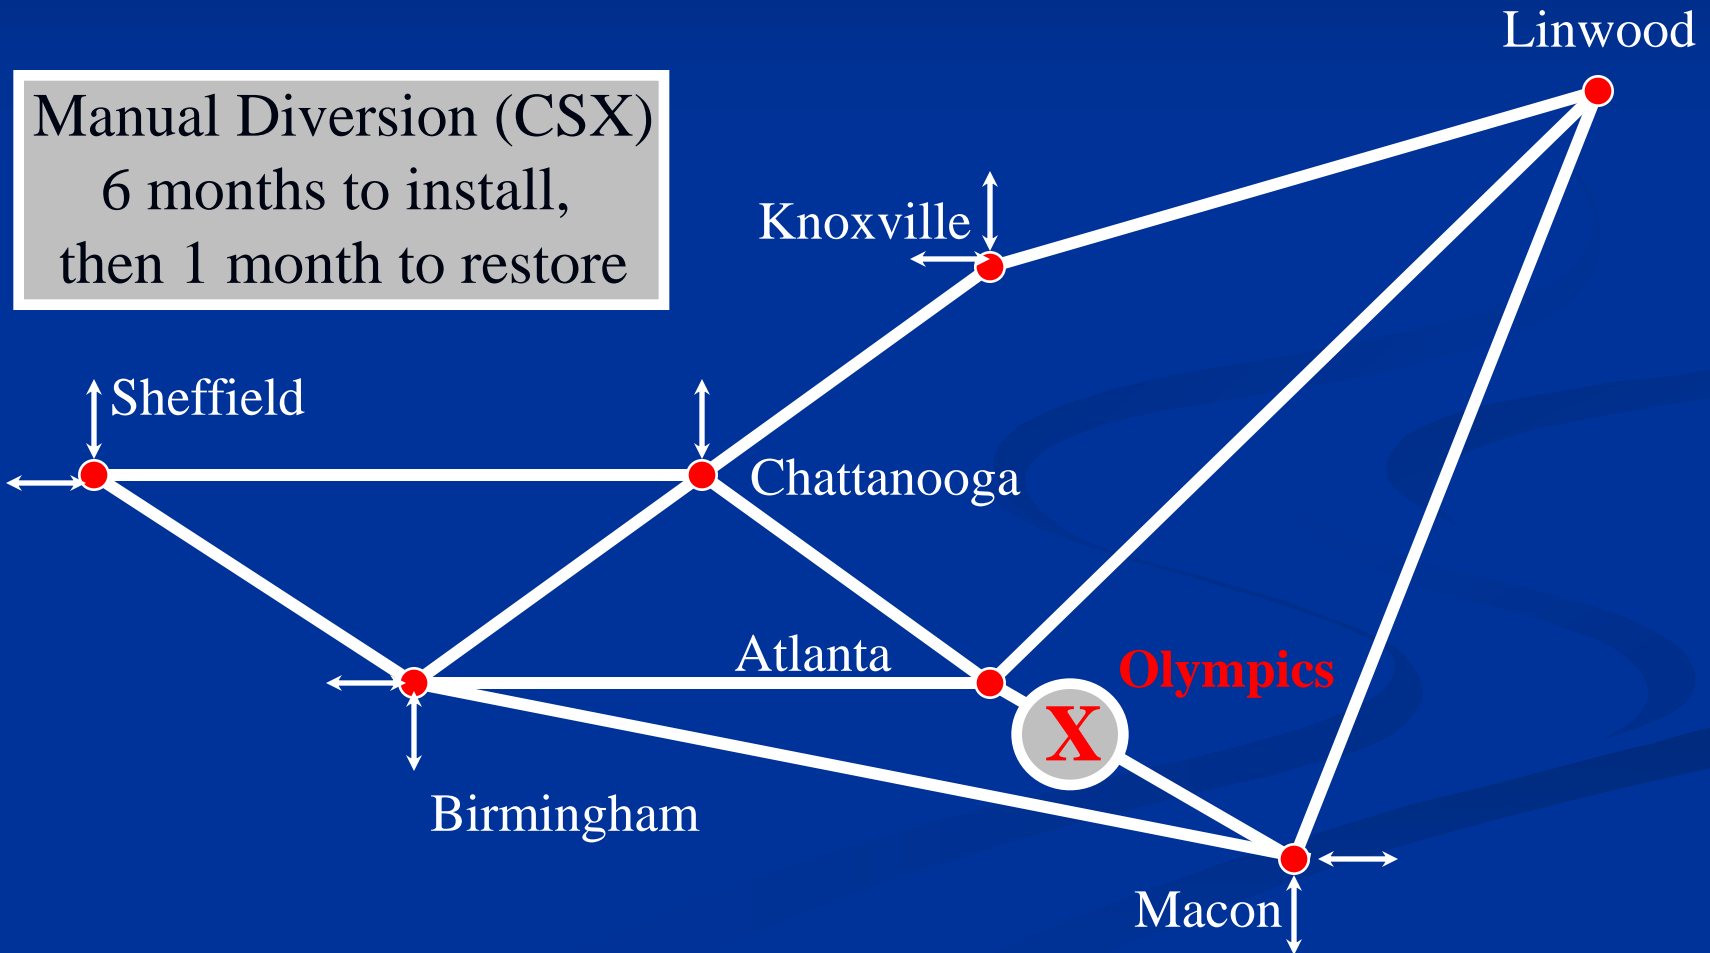 Linwood
Manual Diversion (CSX)
6 months to install,
then 1 month to restore
Knoxville
Sheffield
Chattanooga
Atlanta
Olympics
X
Birmingham
Macon